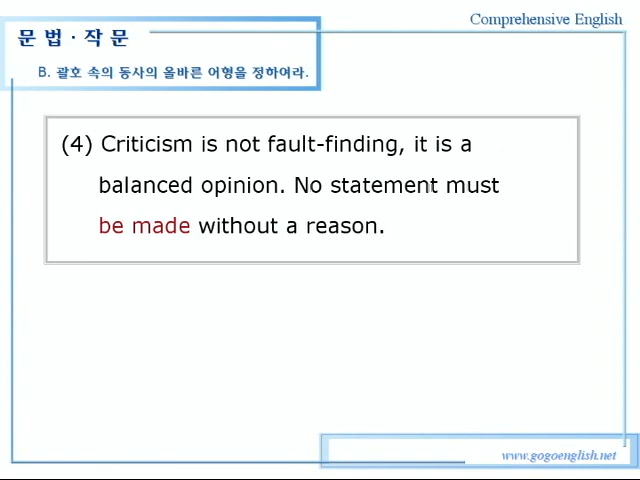 Comprehensive English
문 법 · 작 문
B. 괄호 속의 동사의 올바른 어형을 정하여라.
(4) Criticism is not fault-finding, it is a
balanced opinion. No statement must
be made without a reason.
www.gogoenglish.net